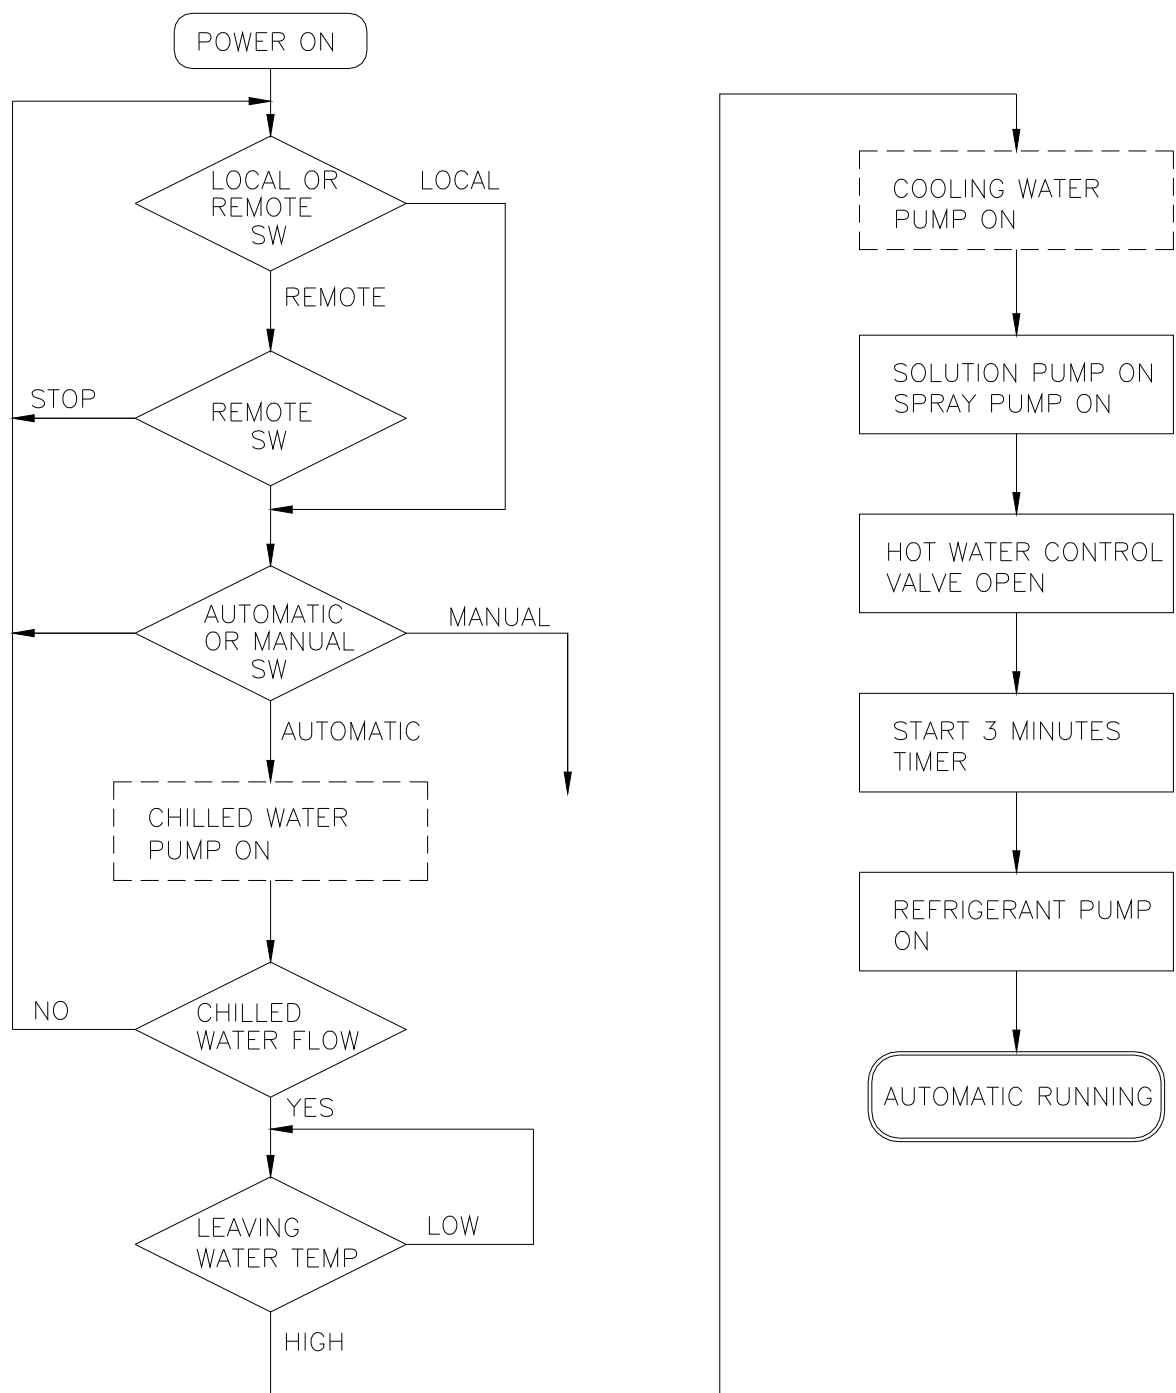 POWER ON
LOCAL OR
REMOTE
SW
LOCAL
REMOTE
REMOTE
SW
STOP
AUTOMATIC
OR MANUAL
SW
MANUAL
AUTOMATIC
CHILLED WATER
PUMP ON
CHILLED
WATER FLOW
NO
YES
LEAVING
WATER TEMP
LOW
HIGH
COOLING WATER
PUMP ON
SOLUTION PUMP ON
SPRAY PUMP ON
HOT WATER CONTROL
VALVE OPEN
START 3 MINUTES
TIMER
REFRIGERANT PUMP
ON
AUTOMATIC RUNNING